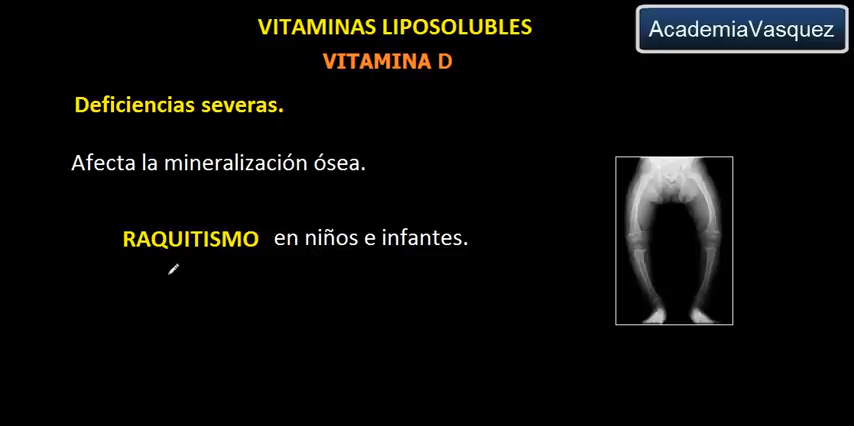 VITAMINAS LIPOSOLUBLES
AcademiaVasquez
VITAMINA D
Deficiencias severas.
Afecta la mineralización ósea.
RAQUITISMO en niños e infantes.